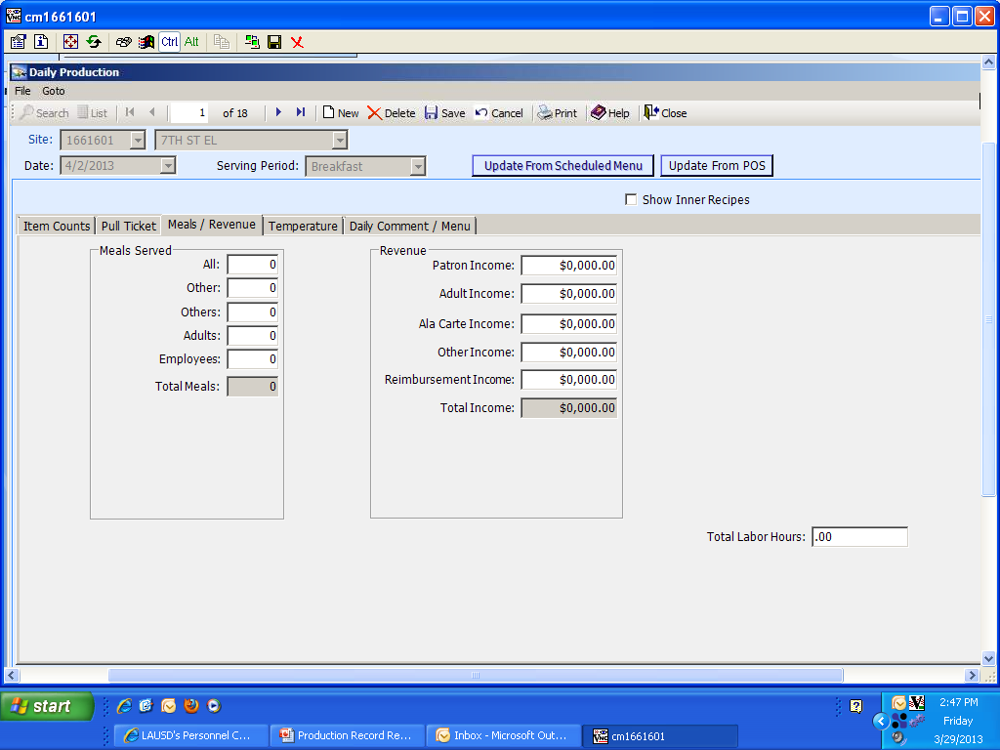 cm1661601
Ctrl Alt
Daily Production
File Goto
Search List 1 of 18 New Delete Save Cancel Print Help Close
Site: 1661601 7TH ST EL
Date: 4/2/2013 Serving Period: Breakfast Update From Scheduled Menu Update From POS
Show Inner Recipes
Item Counts Pull Ticket Meals / Revenue Temperature Daily Comment / Menu
Meals Served Revenue
All: 0 Patron Income: $0,000.00
Other: 0 Adult Income: $0,000.00
Others: 0 Ala Carte Income: $0,000.00
Adults: 0 Other Income: $0,000.00
Employees: 0 Reimbursement Income: $0,000.00
Total Meals: 0 Total Income: $0,000.00
Total Labor Hours: .00
start 2:47 PM
Friday
LAUSD's Personnel C... Production Record Re... Inbox - Microsoft Out... cm1661601 3/29/2013